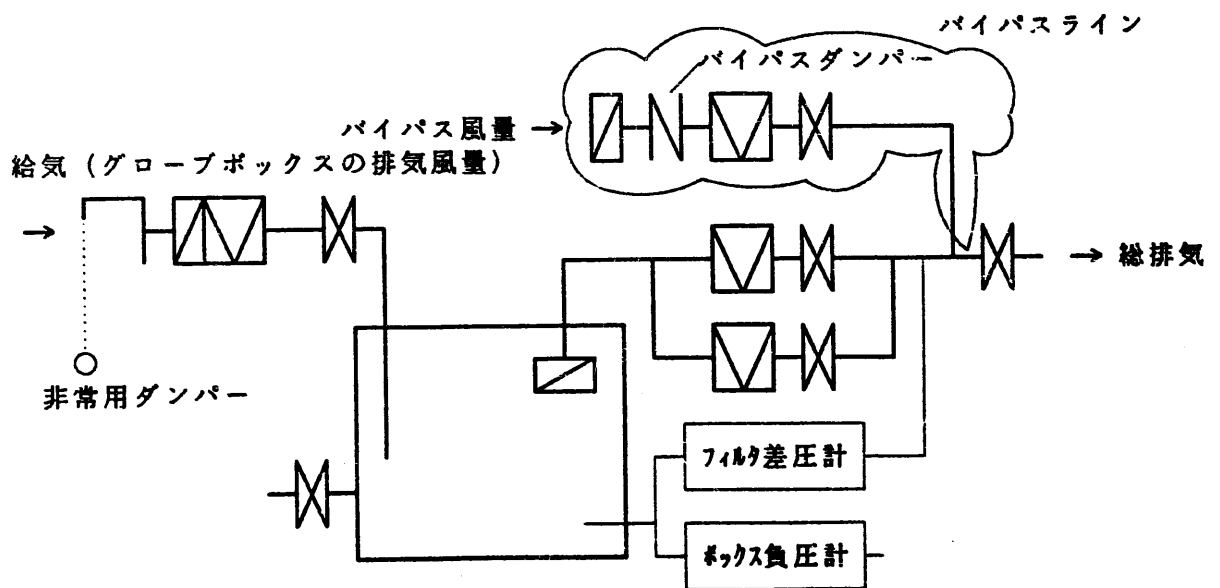 バイパスライン
バイパスダンパー
バイパス風量 →
給気（グローブボックスの排気風量）
→
→ 総排気
非常用ダンパー
フィルタ差圧計
ボックス負圧計